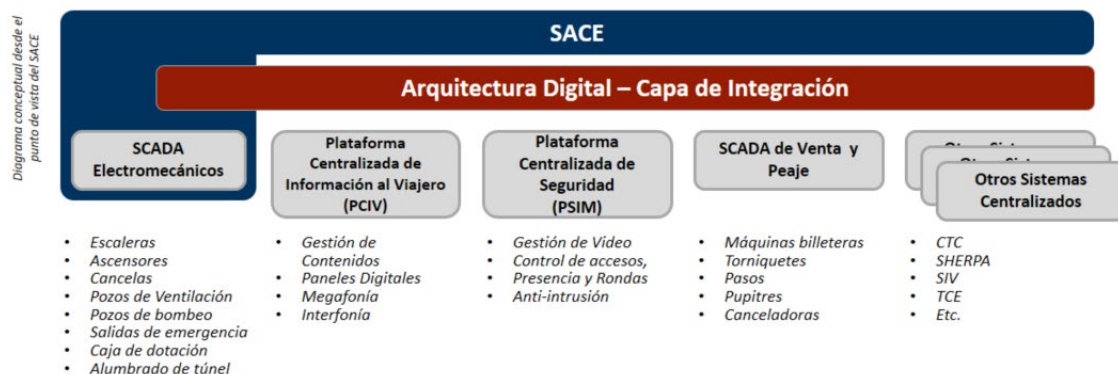 Diagrama conceptual desde el
punto de vista del SACE
SACE
Arquitectura Digital – Capa de Integración
SCADA
Electromecánicos
Plataforma
Centralizada de
Información al Viajero
(PCIV)
Plataforma
Centralizada de
Seguridad
(PSIM)
SCADA de Venta y
Peaje
Otros Sistemas
Centralizados
• Escaleras
• Ascensores
• Cancelas
• Pozos de Ventilación
• Pozos de bombeo
• Salidas de emergencia
• Caja de dotación
• Alumbrado de túnel
• Gestión de
Contenidos
• Paneles Digitales
• Megafonía
• Interfonía
• Gestión de Video
• Control de accesos,
• Presencia y Rondas
• Anti-intrusión
• Máquinas billeteras
• Torniquetes
• Pasos
• Pupitres
• Canceladoras
• CTC
• SHERPA
• SIV
• TCE
• Etc.